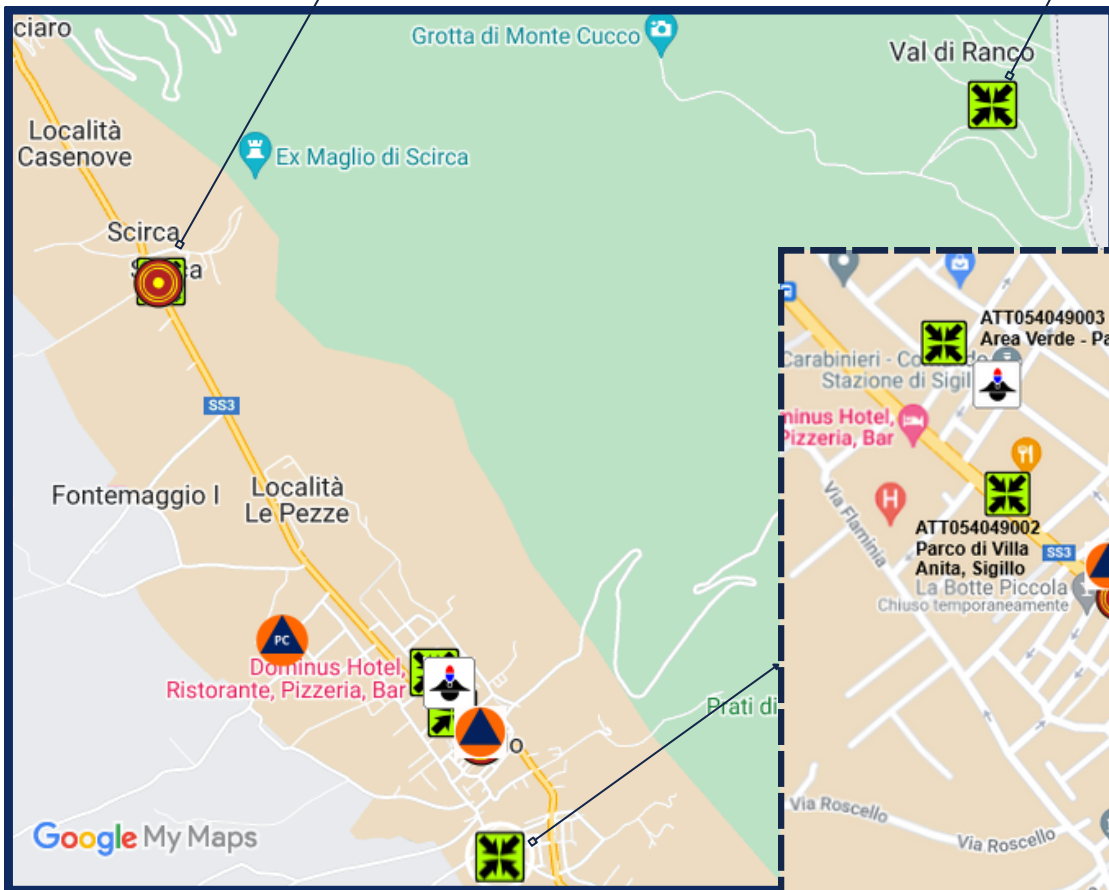 ciaro
Grotta di Monte Cucco
Val di Ranco
Località
Casenove
Ex Maglio di Scirca
Scirca
SS3
Fontemaggio I
Località
Le Pezze
PC
Dominus Hotel,
Ristorante, Pizzeria, Bar
o
Prati di
Google My Maps
ATT054049003
Area Verde - Pa
Carabinieri - Co
Stazione di Sigil
minus Hotel,
Pizzeria, Bar
Via Flaminia
H
ATT054049002
Parco di Villa
Anita, Sigillo
SS3
La Botte Piccola
Chiuso temporaneamente
Via Roscello
Via Roscello